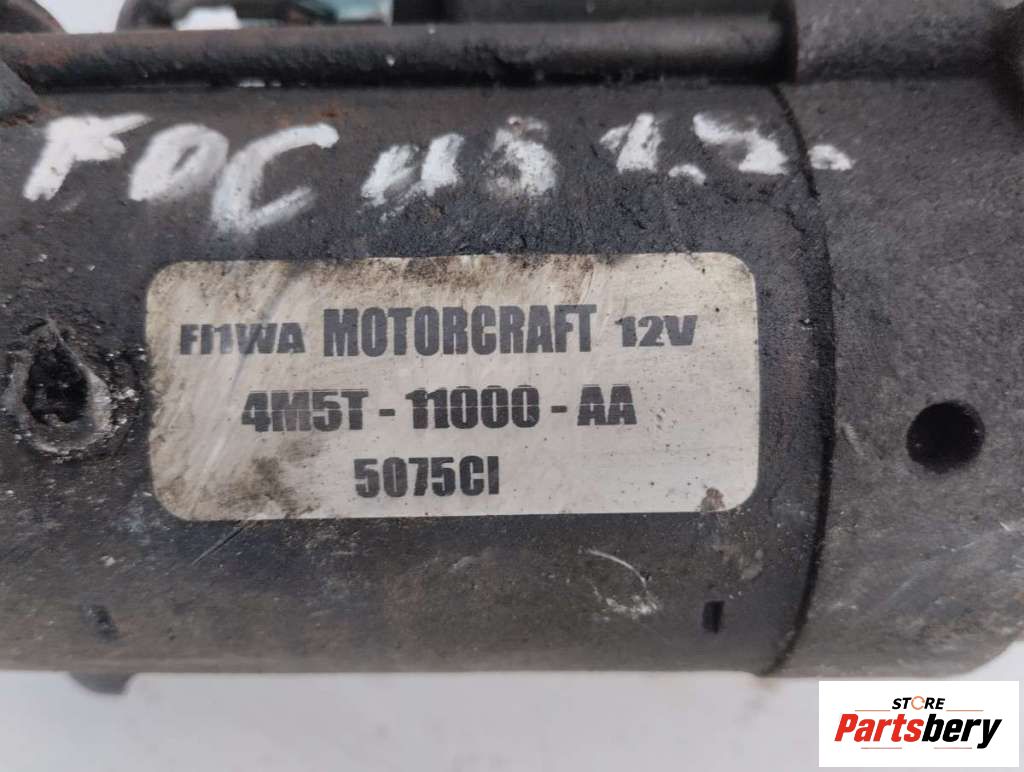 FOCUS 1.5.
FI1WA MOTORCRAFT 12V
4M5T - 11000 - AA
5075CI
STORE
Partsbery